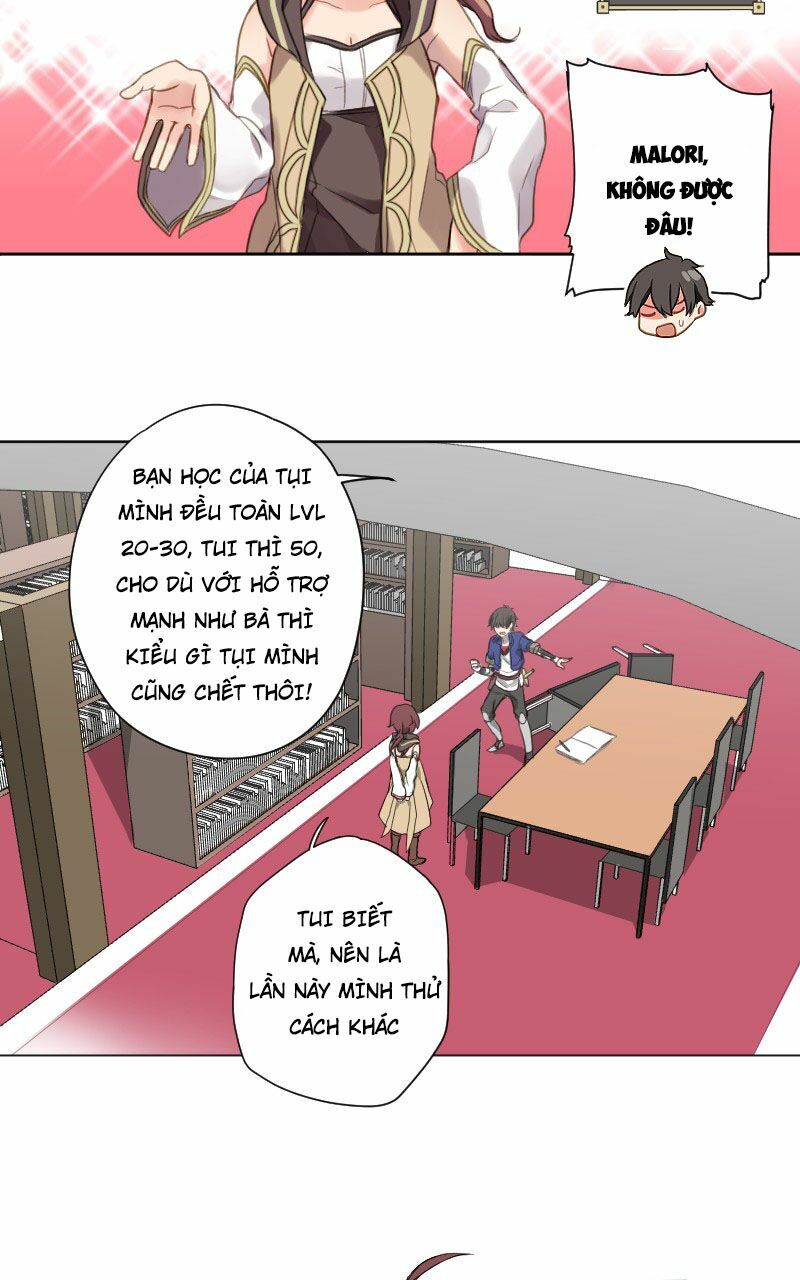 MALORI,
KHÔNG ĐƯỢC
ĐÂU!
BẠN HỌC CỦA TỤI
MÌNH ĐỀU TOÀN LVL
20-30, TUI THÌ 50,
CHO DÙ VỚI HỖ TRỢ
MẠNH NHƯ BÀ THÌ
KIỂU GÌ TỤI MÌNH
CŨNG CHẾT THÔI!
TUI BIẾT
MÀ, NÊN LÀ
LẦN NÀY MÌNH THỬ
CÁCH KHÁC